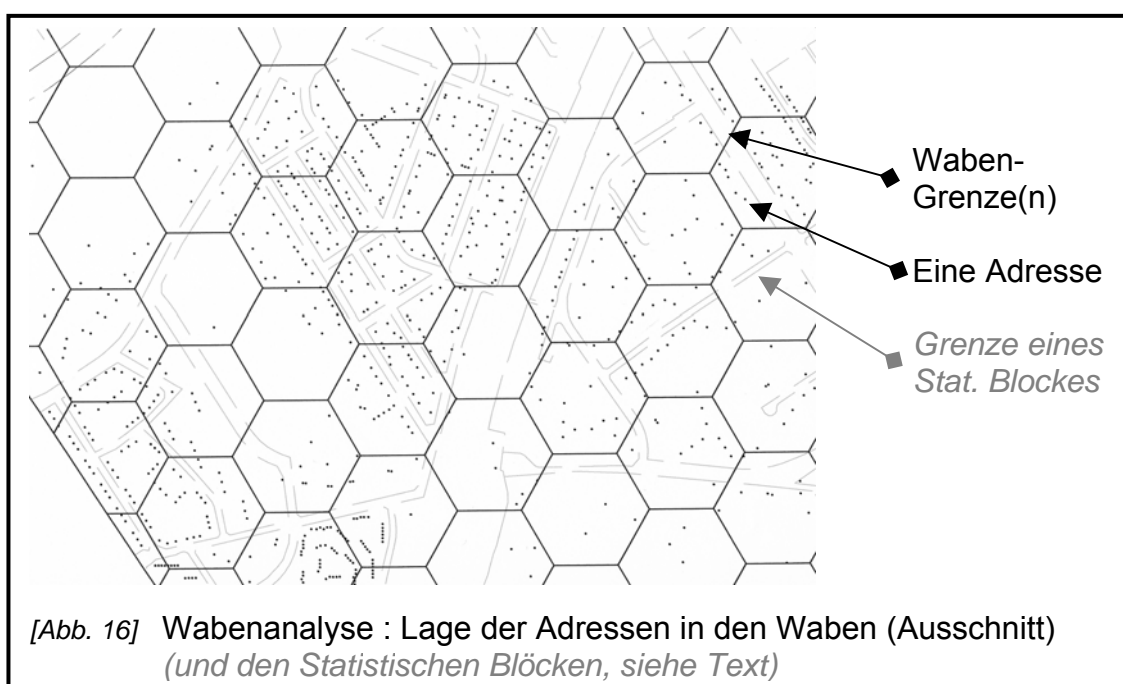 Waben-
Grenze(n)
Eine Adresse
Grenze eines
Stat. Blockes
[Abb. 16] Wabenanalyse : Lage der Adressen in den Waben (Ausschnitt)
(und den Statistischen Blöcken, siehe Text)